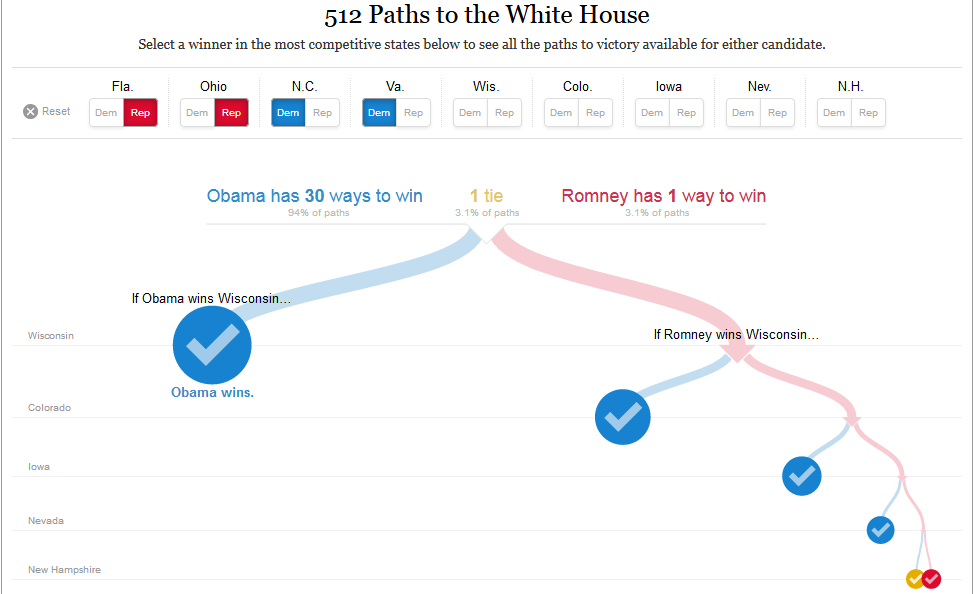 512 Paths to the White House
Select a winner in the most competitive states below to see all the paths to victory available for either candidate.
Fla. Ohio N.C. Va. Wis. Colo. Iowa Nev. N.H.
Reset Dem Rep Dem Rep Dem Rep Dem Rep Dem Rep Dem Rep Dem Rep Dem Rep Dem Rep
Obama has 30 ways to win 1 tie Romney has 1 way to win
94% of paths 3.1% of paths 3.1% of paths
If Obama wins Wisconsin...
Wisconsin If Romney wins Wisconsin...
Obama wins.
Colorado
Iowa
Nevada
New Hampshire